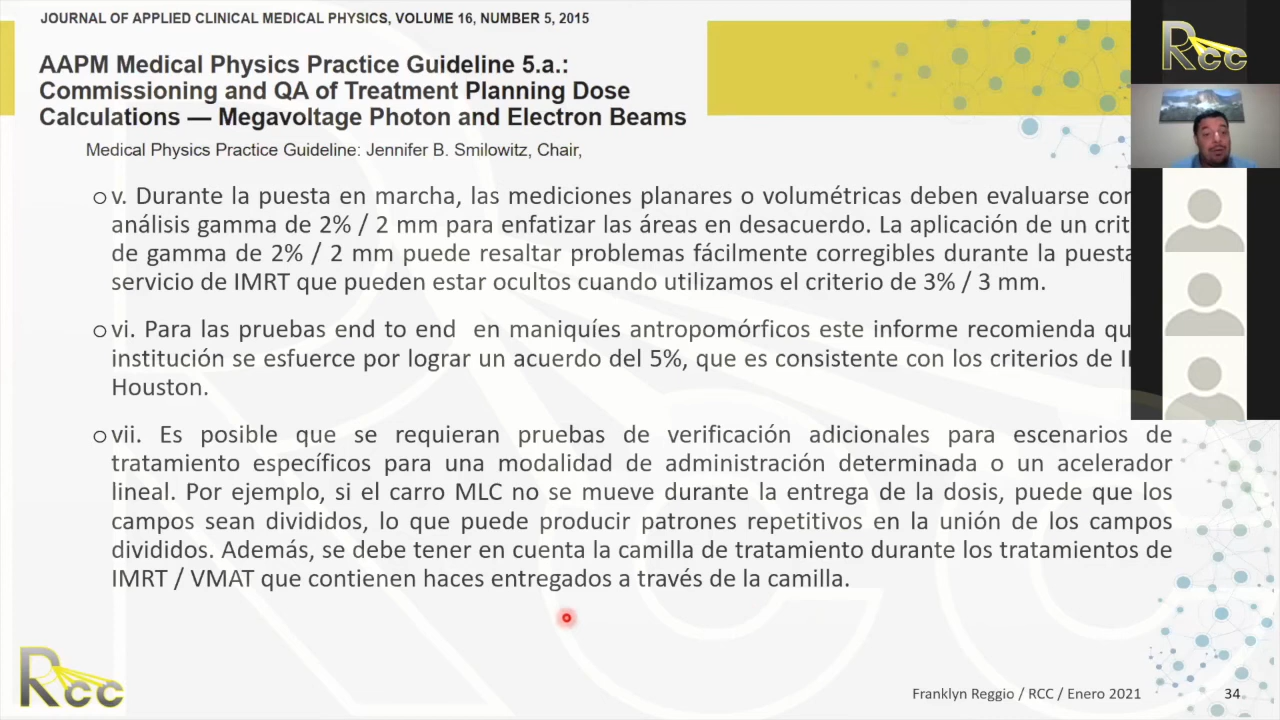 JOURNAL OF APPLIED CLINICAL MEDICAL PHYSICS, VOLUME 16, NUMBER 5, 2015
AAPM Medical Physics Practice Guideline 5.a.:
Commissioning and QA of Treatment Planning Dose
Calculations — Megavoltage Photon and Electron Beams
Medical Physics Practice Guideline: Jennifer B. Smilowitz, Chair,
v. Durante la puesta en marcha, las mediciones planares o volumétricas deben evaluarse con
análisis gamma de 2% / 2 mm para enfatizar las áreas en desacuerdo. La aplicación de un
de gamma de 2% / 2 mm puede resaltar problemas fácilmente corregibles durante la puesta
servicio de IMRT que pueden estar ocultos cuando utilizamos el criterio de 3% / 3 mm.
vi. Para las pruebas end to end en maniquíes antropomórficos este informe recomienda
institución se esfuerce por lograr un acuerdo del 5%, que es consistente con los criterios de
Houston.
vii. Es posible que se requieran pruebas de verificación adicionales para escenarios de
tratamiento específicos para una modalidad de administración determinada o un acelerador
lineal. Por ejemplo, si el carro MLC no se mueve durante la entrega de la dosis, puede que los
campos sean divididos, lo que puede producir patrones repetitivos en la unión de los campos
divididos. Además, se debe tener en cuenta la camilla de tratamiento durante los tratamientos de
IMRT / VMAT que contienen haces entregados a través de la camilla.
Rcc
Rcc
Franklyn Reggio / RCC / Enero 2021
34